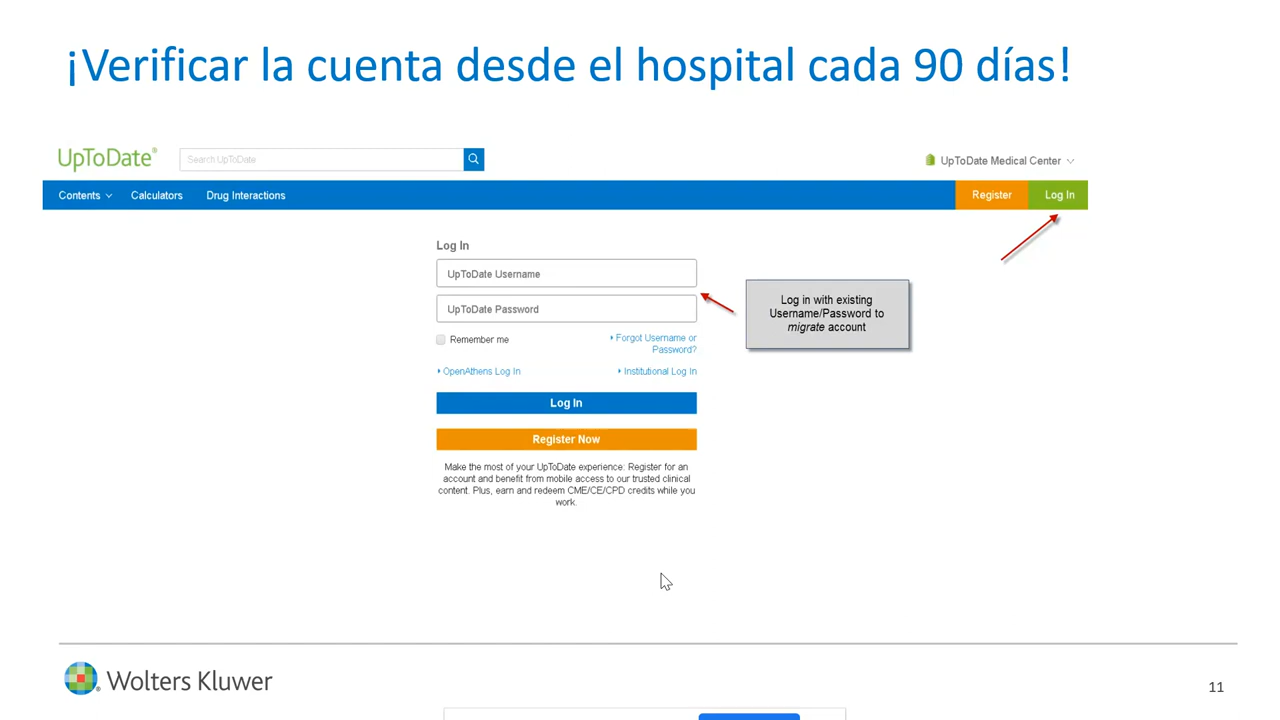 ¡Verificar la cuenta desde el hospital cada 90 días!
UpToDate®
Search UpToDate
UpToDate Medical Center
Contents
Calculators
Drug Interactions
Register
Log In
Log In
UpToDate Username
UpToDate Password
Remember me
Forgot Username or
Password?
OpenAthens Log In
Institutional Log In
Log In
Register Now
Make the most of your UpToDate experience: Register for an
account and benefit from mobile access to our trusted clinical
content. Plus, earn and redeem CME/CE/CPD credits while you
work.
Log in with existing
Username/Password to
migrate account
Wolters Kluwer
11